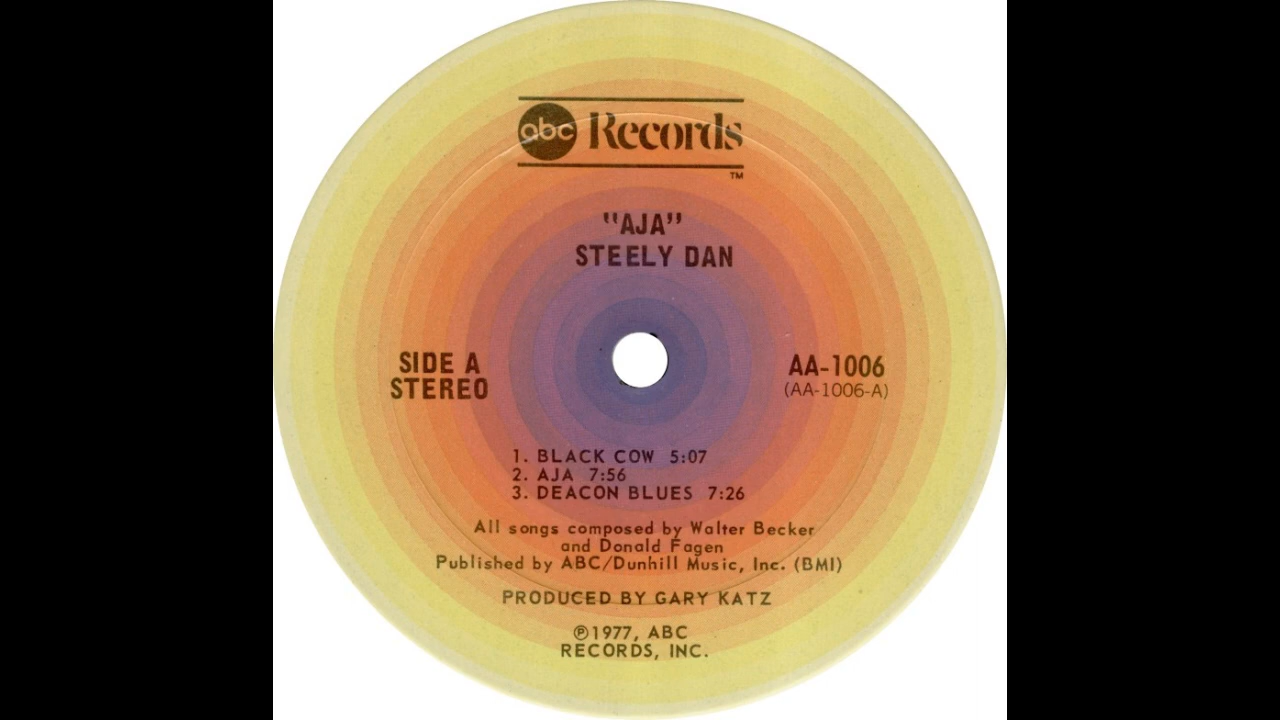 abc Records
TM
"AJA"
STEELY DAN
SIDE A
STEREO
AA-1006
(AA-1006-A)
1. BLACK COW 5:07
2. AJA 7:56
3. DEACON BLUES 7:26
All songs composed by Walter Becker
and Donald Fagen
Published by ABC/Dunhill Music, Inc. (BMI)
PRODUCED BY GARY KATZ
Ⓟ1977, ABC
RECORDS, INC.